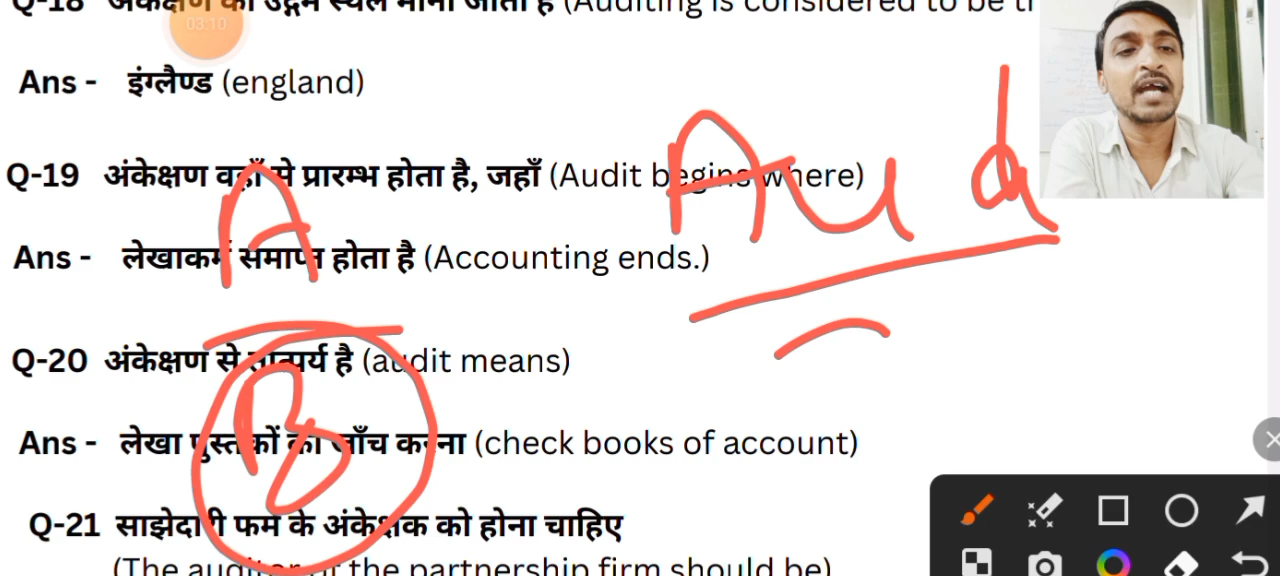 Q-18 अंकेक्षण का उद्गम स्थल माना जाता है (Auditing is considered to be
03:10
Ans - इंग्लैण्ड (england)
Q-19 अंकेक्षण वहाँ से प्रारम्भ होता है, जहाँ (Audit begins where)
Aud
A
Ans - लेखाकर्म समाप्त होता है (Accounting ends.)
Q-20 अंकेक्षण से तात्पर्य है (audit means)
B
Ans - लेखा पुस्तकों की जाँच करना (check books of account)
Q-21 साझेदारी फर्म के अंकेक्षक को होना चाहिए
(The auditor of the partnership firm should be)